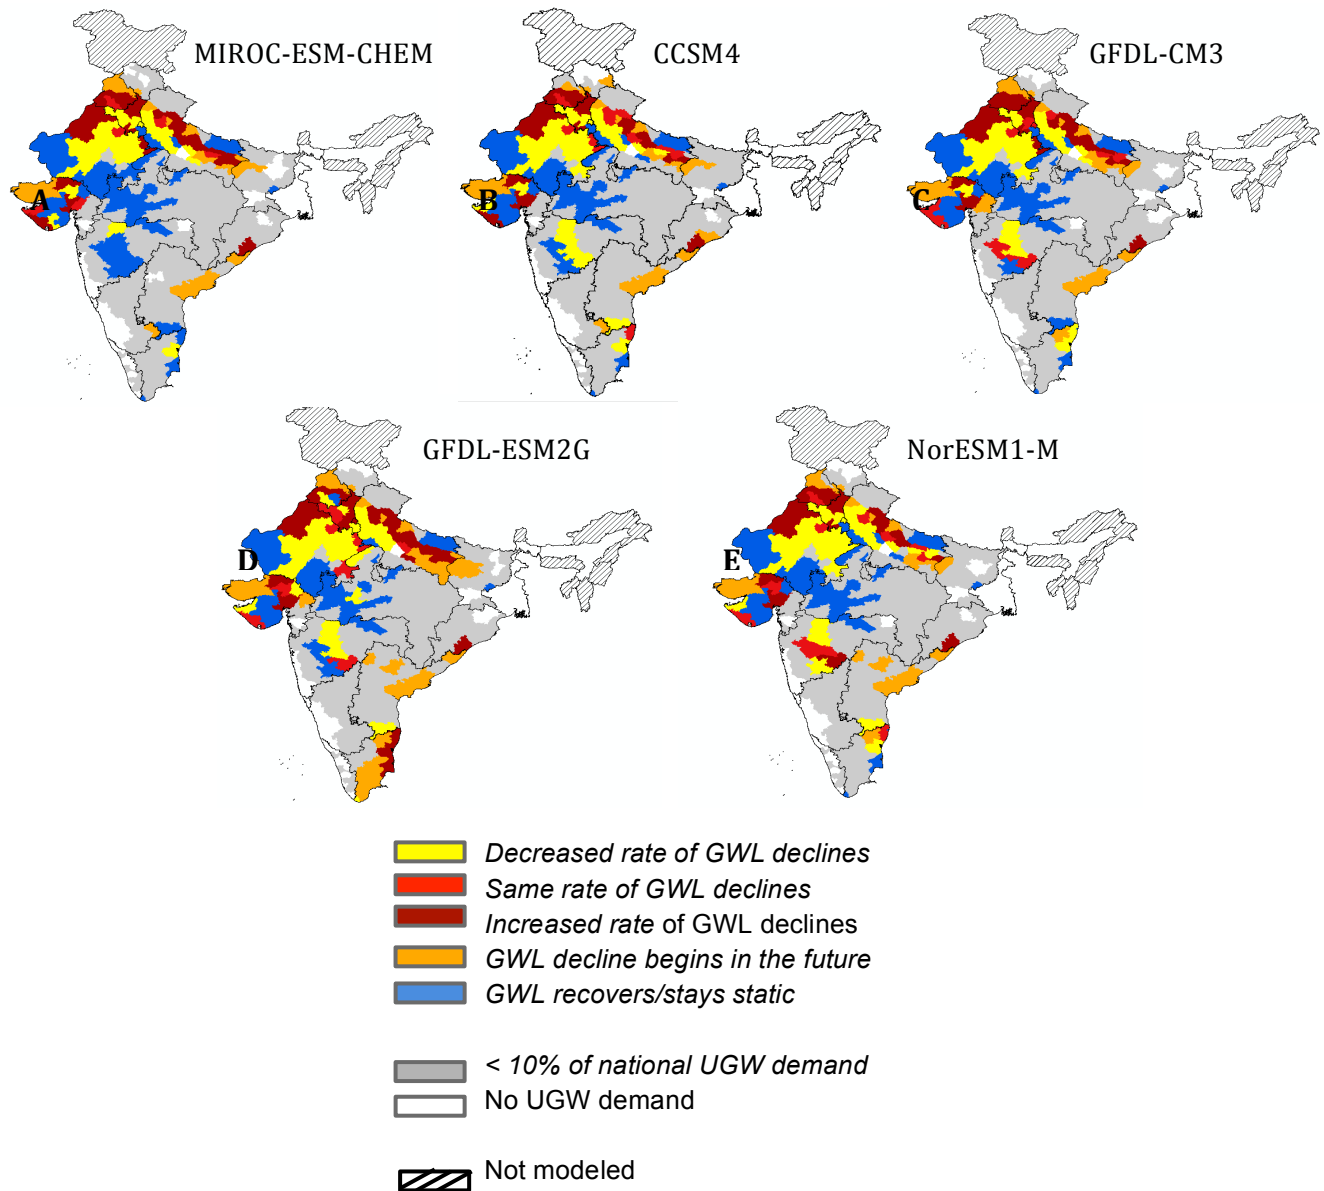 MIROC-ESM-CHEM
CCSM4
GFDL-CM3
A
B
C
GFDL-ESM2G
NorESM1-M
D
E
Decreased rate of GWL declines
Same rate of GWL declines
Increased rate of GWL declines
GWL decline begins in the future
GWL recovers/stays static
< 10% of national UGW demand
No UGW demand
Not modeled